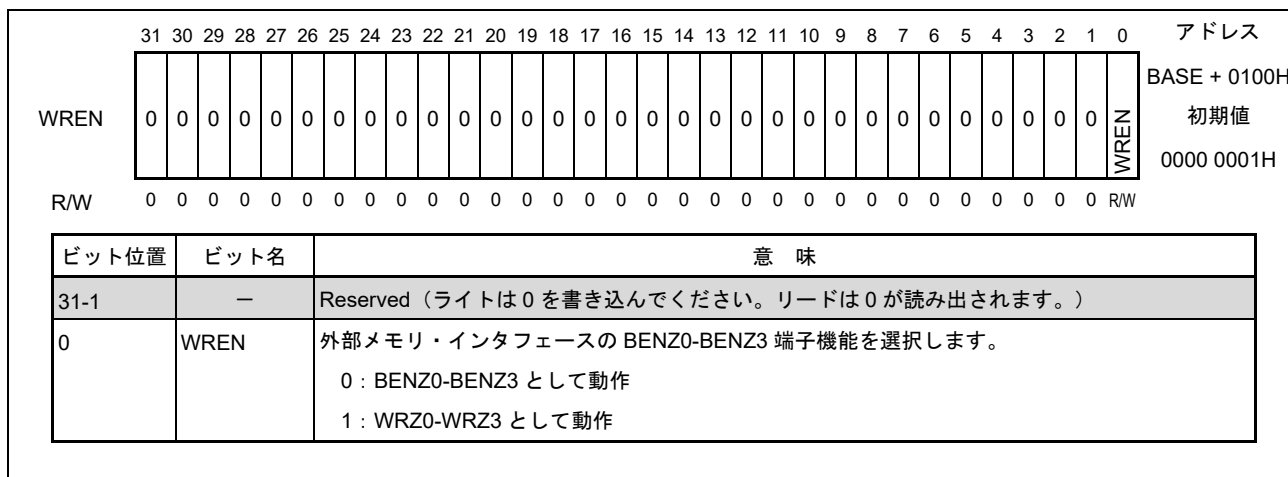 31 30 29 28 27 26 25 24 23 22 21 20 19 18 17 16 15 14 13 12 11 10 9 8 7 6 5 4 3 2 1 0 アドレス
BASE + 0100H
WREN 0 0 0 0 0 0 0 0 0 0 0 0 0 0 0 0 0 0 0 0 0 0 0 0 0 0 0 0 0 0 0 WREN 初期値
0000 0001H
R/W 0 0 0 0 0 0 0 0 0 0 0 0 0 0 0 0 0 0 0 0 0 0 0 0 0 0 0 0 0 0 0 R/W
ビット位置 ビット名 意 味
31-1 － Reserved（ライトは 0 を書き込んでください。リードは 0 が読み出されます。）
0 WREN 外部メモリ・インタフェースの BENZ0-BENZ3 端子機能を選択します。
0：BENZ0-BENZ3 として動作
1：WRZ0-WRZ3 として動作